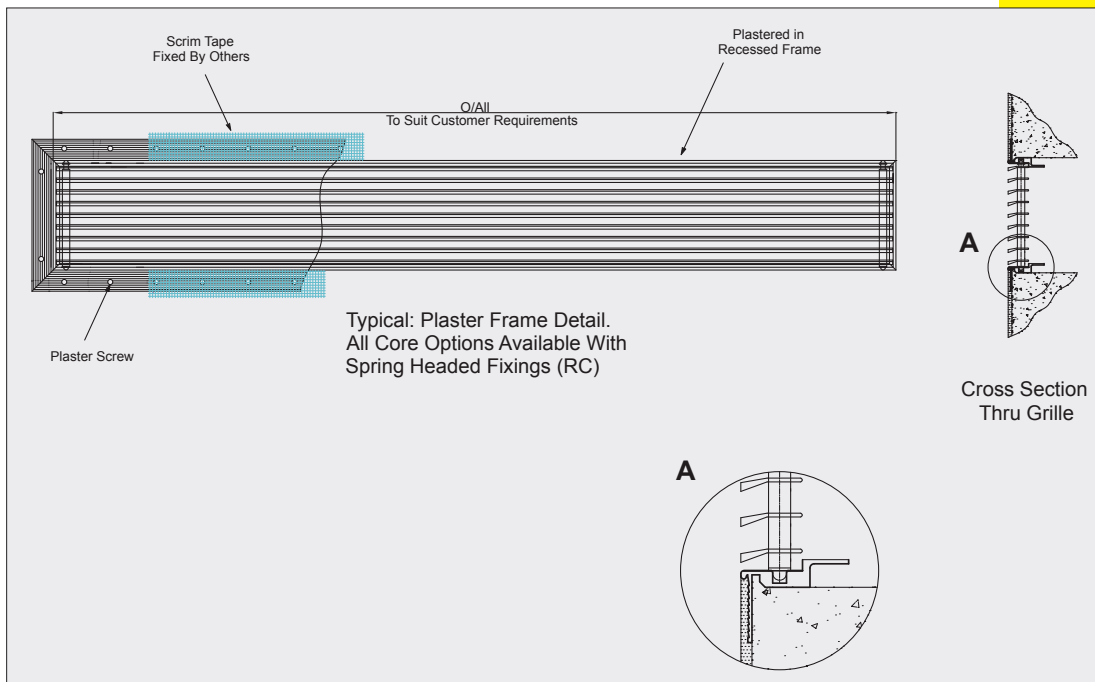 Scrim Tape
Fixed By Others
Plastered in
Recessed Frame
O/All
To Suit Customer Requirements
A
Plaster Screw
Typical: Plaster Frame Detail.
All Core Options Available With
Spring Headed Fixings (RC)
Cross Section
Thru Grille
A